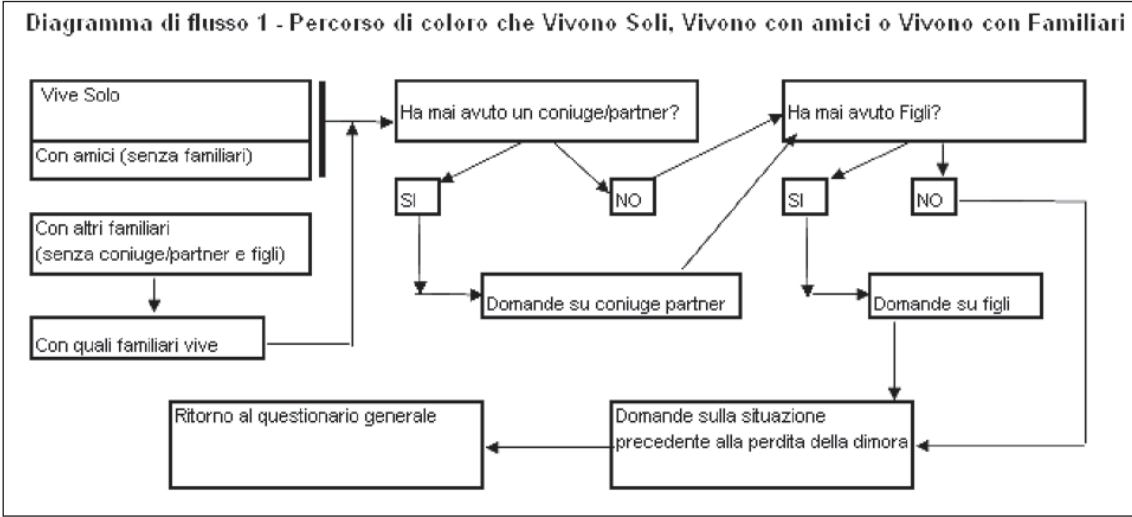 Diagramma di flusso 1 - Percorso di coloro che Vivono Soli, Vivono con amici o Vivono con Familiari
Vive Solo
Con amici (senza familiari)
Con altri familiari
(senza coniuge/partner e figli)
Con quali familiari vive
Ha mai avuto un coniuge/partner?
SI
NO
Domande su coniuge partner
Ha mai avuto Figli?
SI
NO
Domande su figli
Domande sulla situazione
precedente alla perdita della dimora
Ritorno al questionario generale